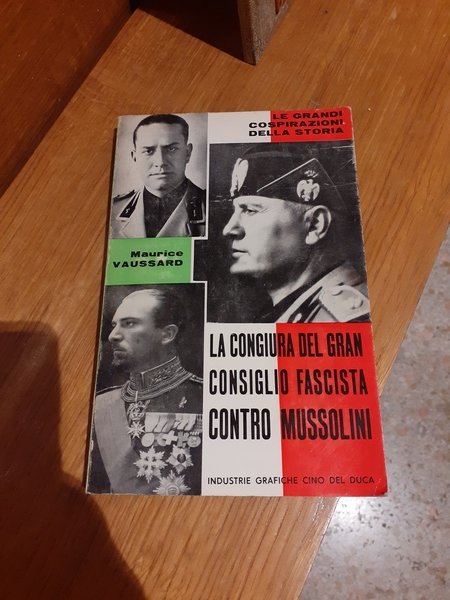 LE GRANDI
COSPIRAZIONI
DELLA STORIA
Maurice
VAUSSARD
LA CONGIURA DEL GRAN
CONSIGLIO FASCISTA
CONTRO MUSSOLINI
INDUSTRIE GRAFICHE CINO DEL DUCA